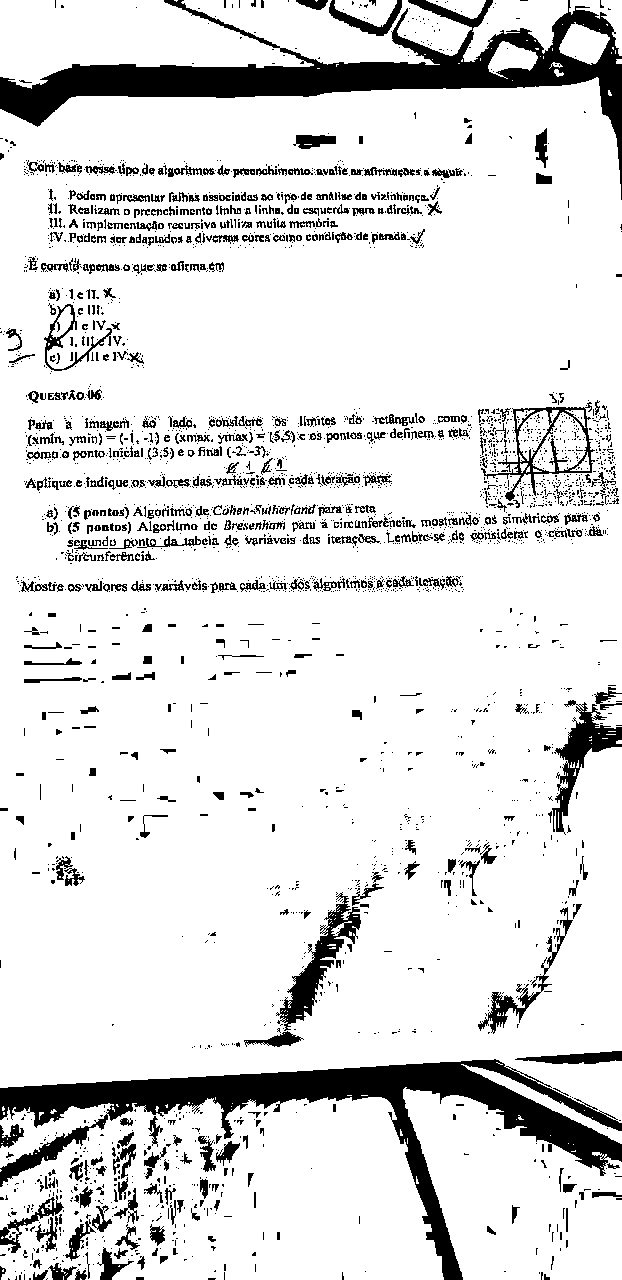 Com base nesse tipo de algoritmos de preenchimento, avalie as afirmações a seguir.
I. Podem apresentar falhas associadas ao tipo de análise da vizinhança. ✓
II. Realizam o preenchimento linha a linha, da esquerda para a direita. X
III. A implementação recursiva utiliza muita memória.
IV. Podem ser adaptados a diversas cores como condição de parada. ✓
É correto apenas o que se afirma em
a) I e II. X
b) I e III.
c) II e IV. x
I, III e IV.
e) II, III e IV. X
3
QUESTÃO 06
3,5
Para a imagem ao lado, considere os limites do retângulo como
(xmin, ymin) = (-1, -1) e (xmax, ymax) = (5,5) e os pontos que definem a reta
como o ponto inicial (3,5) e o final (-2,-3).
Aplique e indique os valores das variáveis em cada iteração para:
a) (5 pontos) Algoritmo de Cohen-Sutherland para a reta
b) (5 pontos) Algoritmo de Bresenham para a circunferência, mostrando os simétricos para o
segundo ponto da tabela de variáveis das iterações. Lembre-se de considerar o centro da
circunferência.
Mostre os valores das variáveis para cada um dos algoritmos a cada iteração.